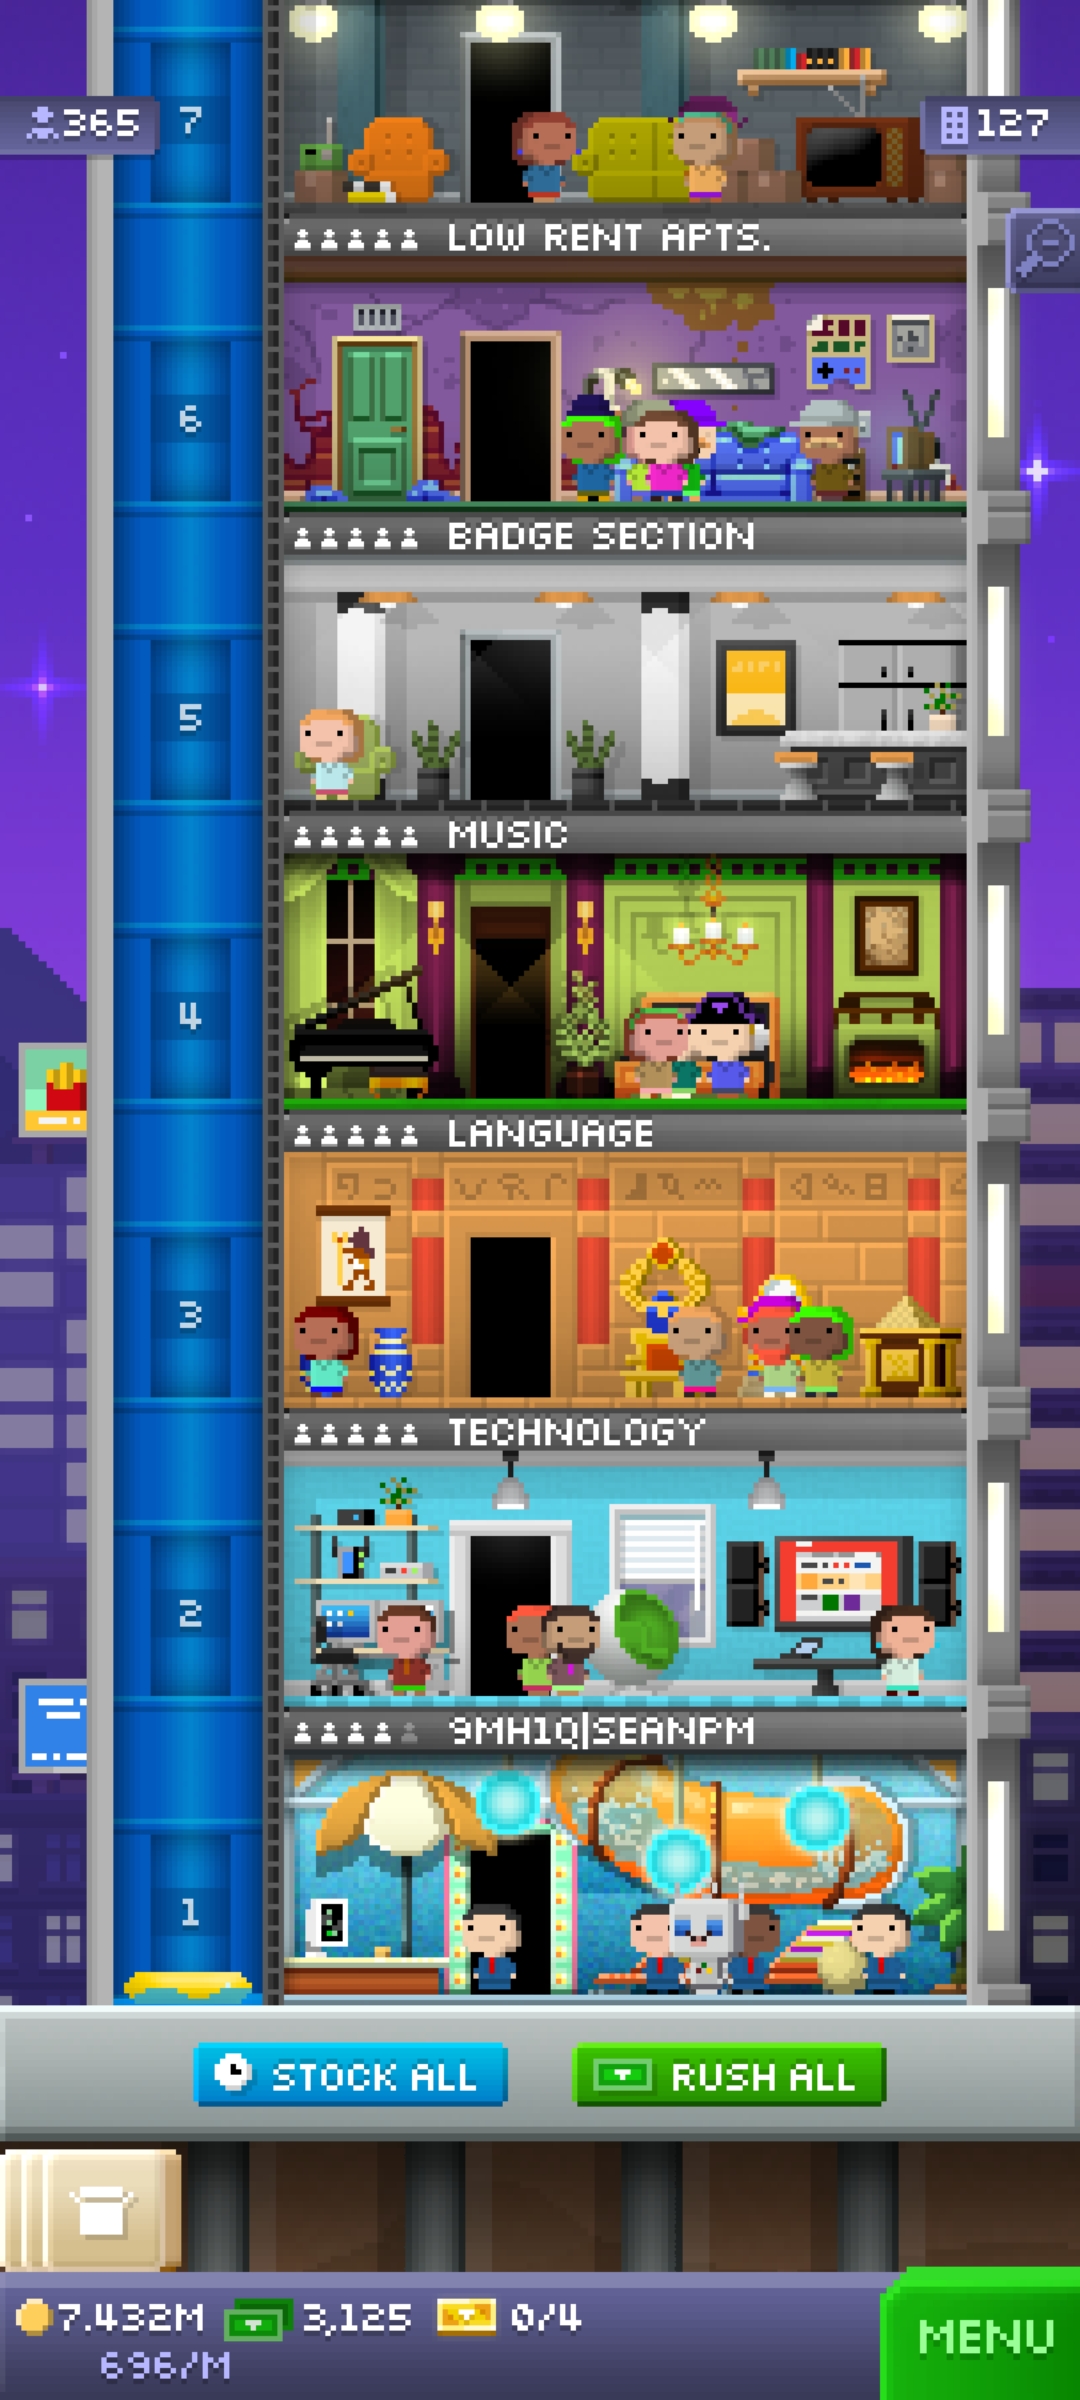 365
7
127
LOW RENT APTS.
6
BADGE SECTION
5
MUSIC
4
LANGUAGE
3
TECHNOLOGY
2
9MH1Q|SEANPM
1
STOCK ALL
RUSH ALL
7.432M
3,125
0/4
696/M
MENU